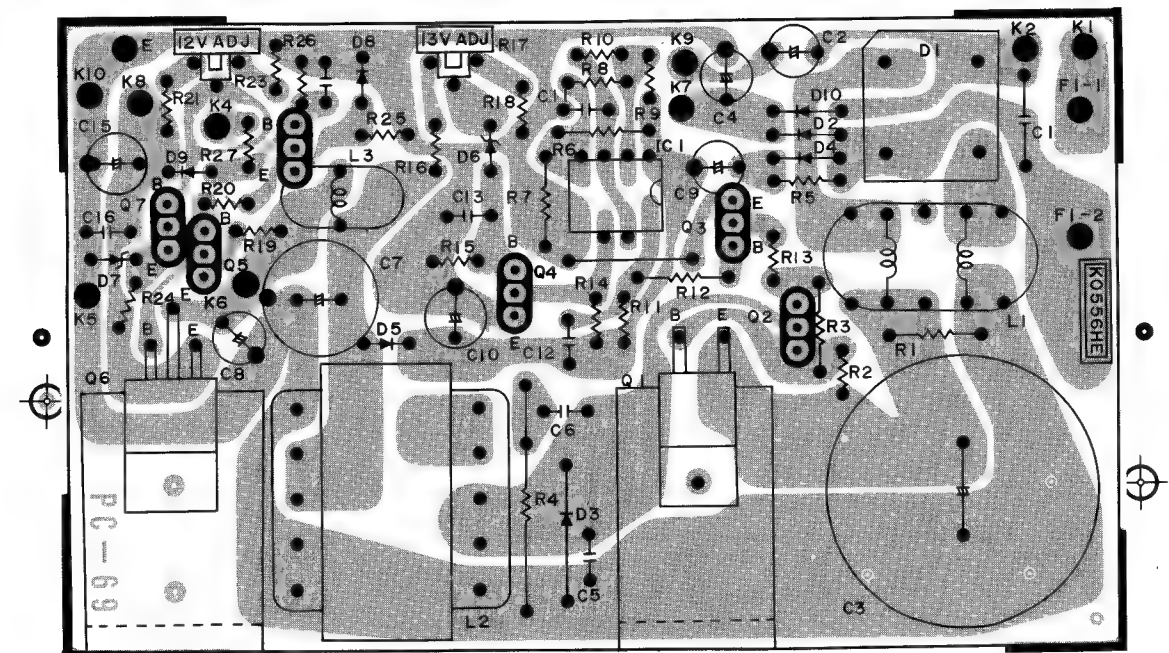 E
12V ADJ
R26
D8
13V ADJ
R17
R10
K9
C2
D1
K2
K1
K10
K8
R23
R8
K7
F1-1
R21
K4
R18
C1
R9
C4
D10
C1
C15
B
R25
D2
D9
R27
L3
R16
D6
R6
IC1
D4
E
B
R20
C13
R7
C9
R5
Q7
B
E
F1-2
C16
R19
R15
B
Q3
B
E
Q5
C7
Q4
R13
D7
R24
E
K6
R14
R11
R12
K5
B
E
B
E
Q2
R3
L1
D5
C10
E
C12
R1
K056HE
Q6
C8
Q1
R2
C6
R4
D3
PC-69
C5
L2
C3